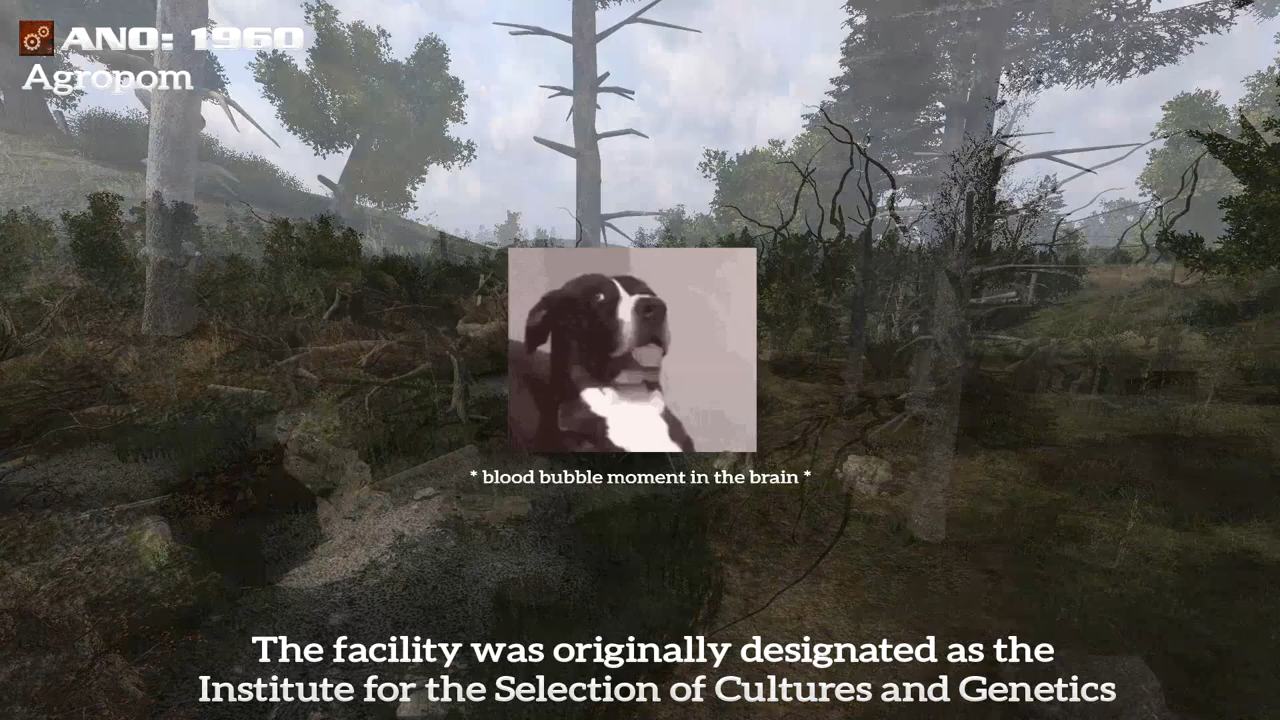 ANO: 1960
Agropom
* blood bubble moment in the brain *
The facility was originally designated as the
Institute for the Selection of Cultures and Genetics